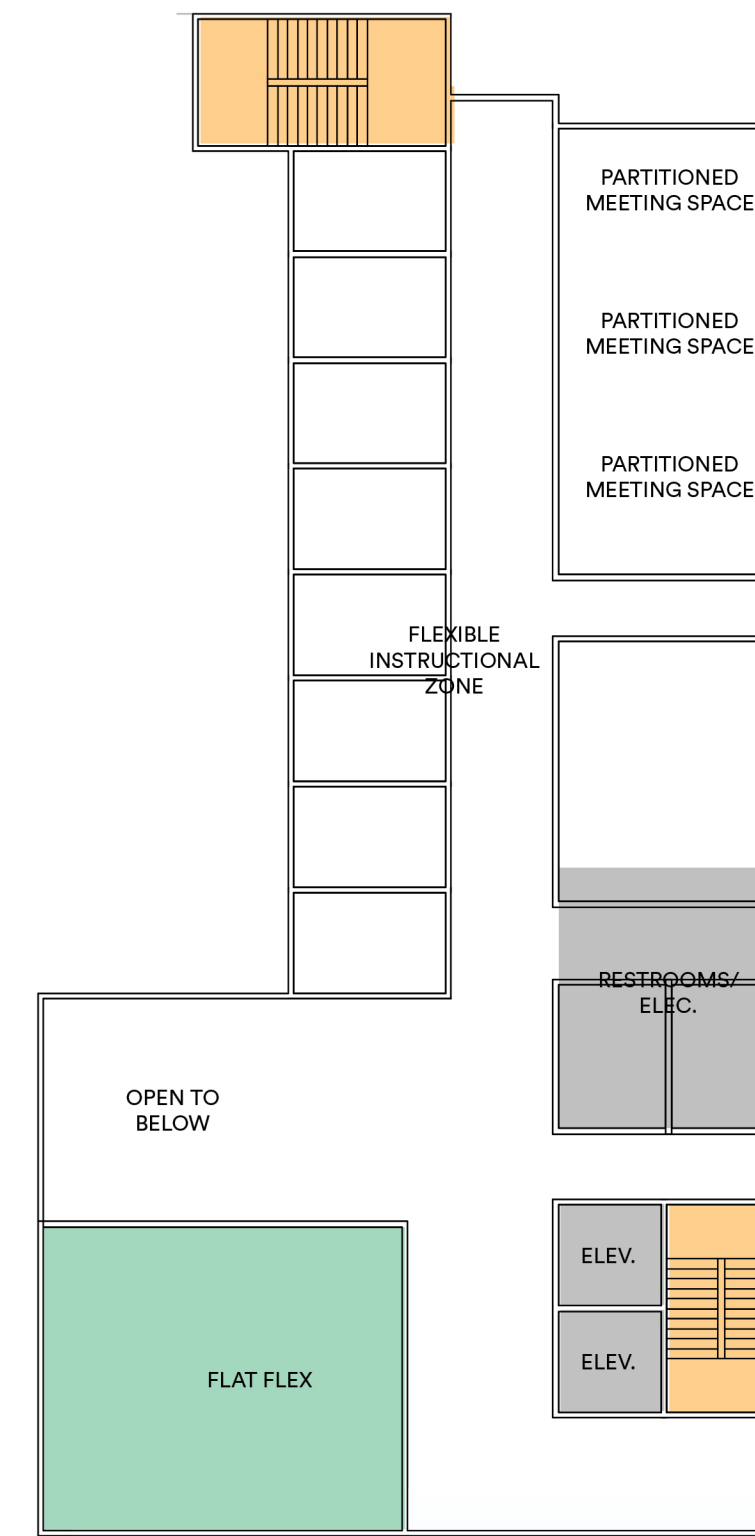 PARTITIONED
MEETING SPACE
PARTITIONED
MEETING SPACE
PARTITIONED
MEETING SPACE
FLEXIBLE
INSTRUCTIONAL
ZONE
RESTROOMS/
ELEC.
OPEN TO
BELOW
ELEV.
ELEV.
FLAT FLEX